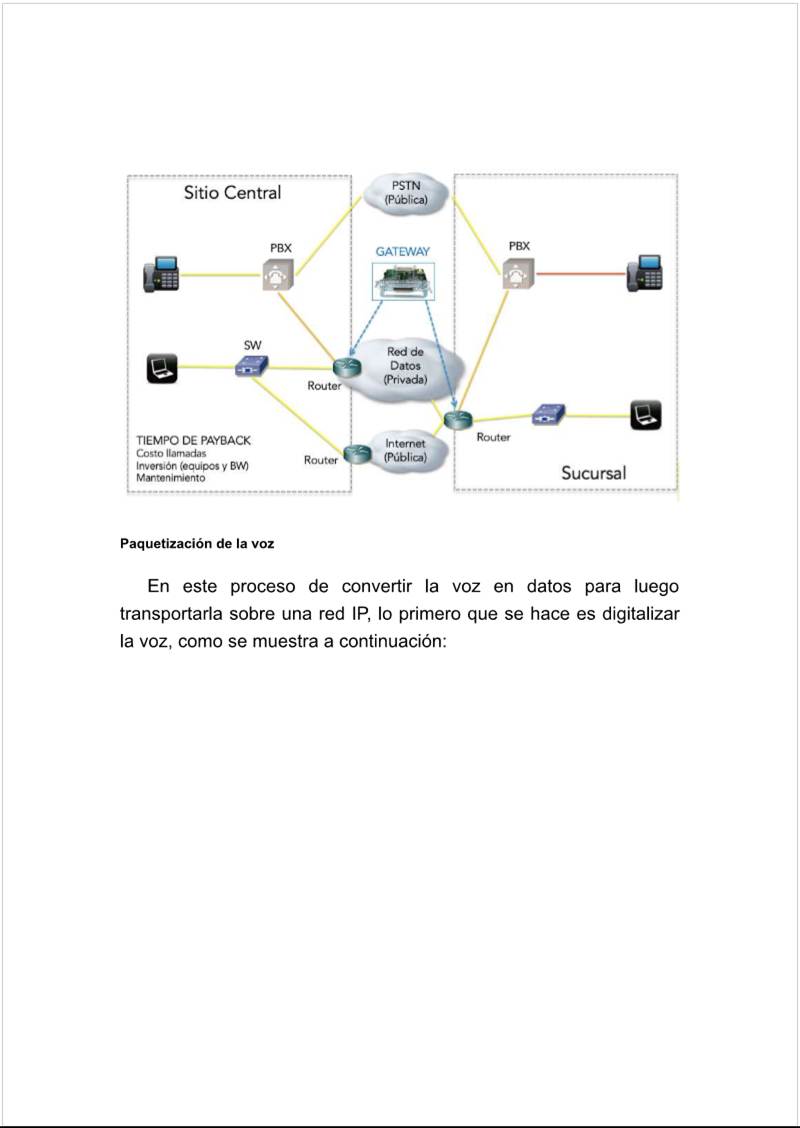 Sitio Central
PSTN
(Pública)
PBX
GATEWAY
PBX
SW
Red de
Datos
(Privada)
Router
TIEMPO DE PAYBACK
Costo llamadas
Inversión (equipos y BW)
Mantenimiento
Router
Internet
(Pública)
Router
Sucursal
Paquetización de la voz
En este proceso de convertir la voz en datos para luego
transportarla sobre una red IP, lo primero que se hace es digitalizar
la voz, como se muestra a continuación: